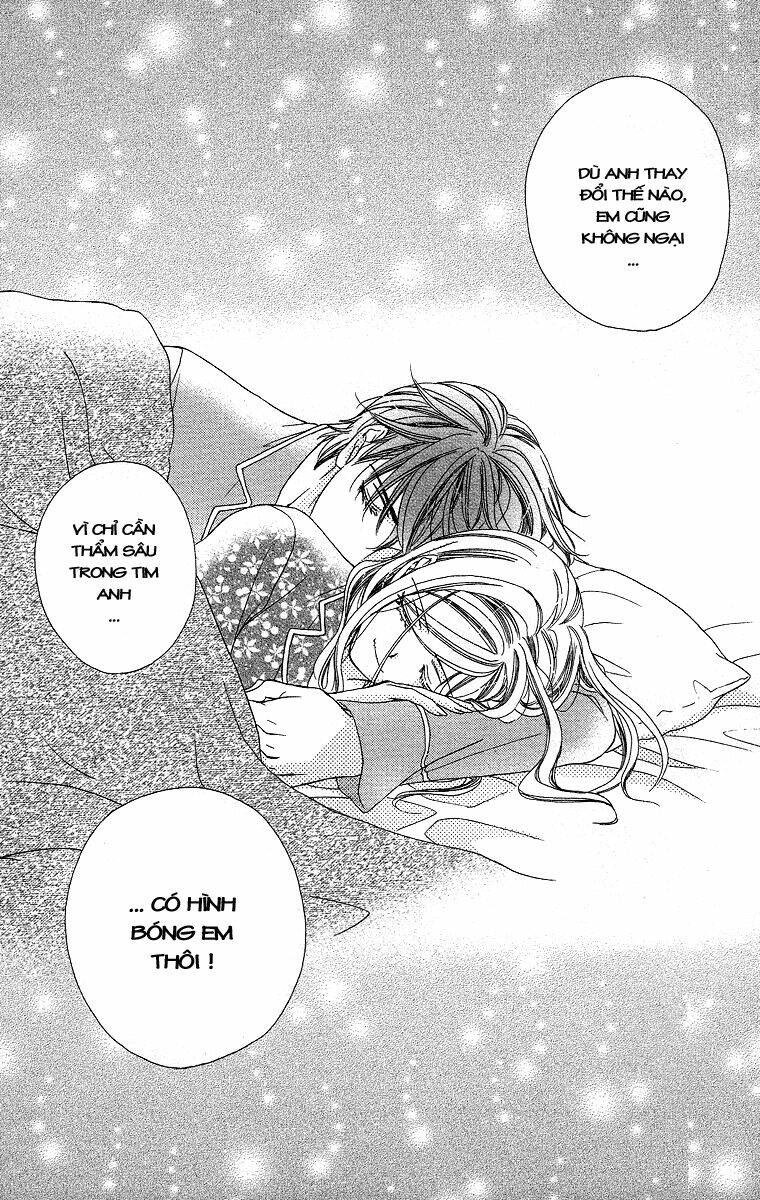 DÙ ANH THAY
ĐỔI THẾ NÀO,
EM CŨNG
KHÔNG NGẠI
...
VÌ CHỈ CẦN
THẨM SÂU
TRONG TIM
ANH
...
... CÓ HÌNH
BÓNG EM
THÔI !